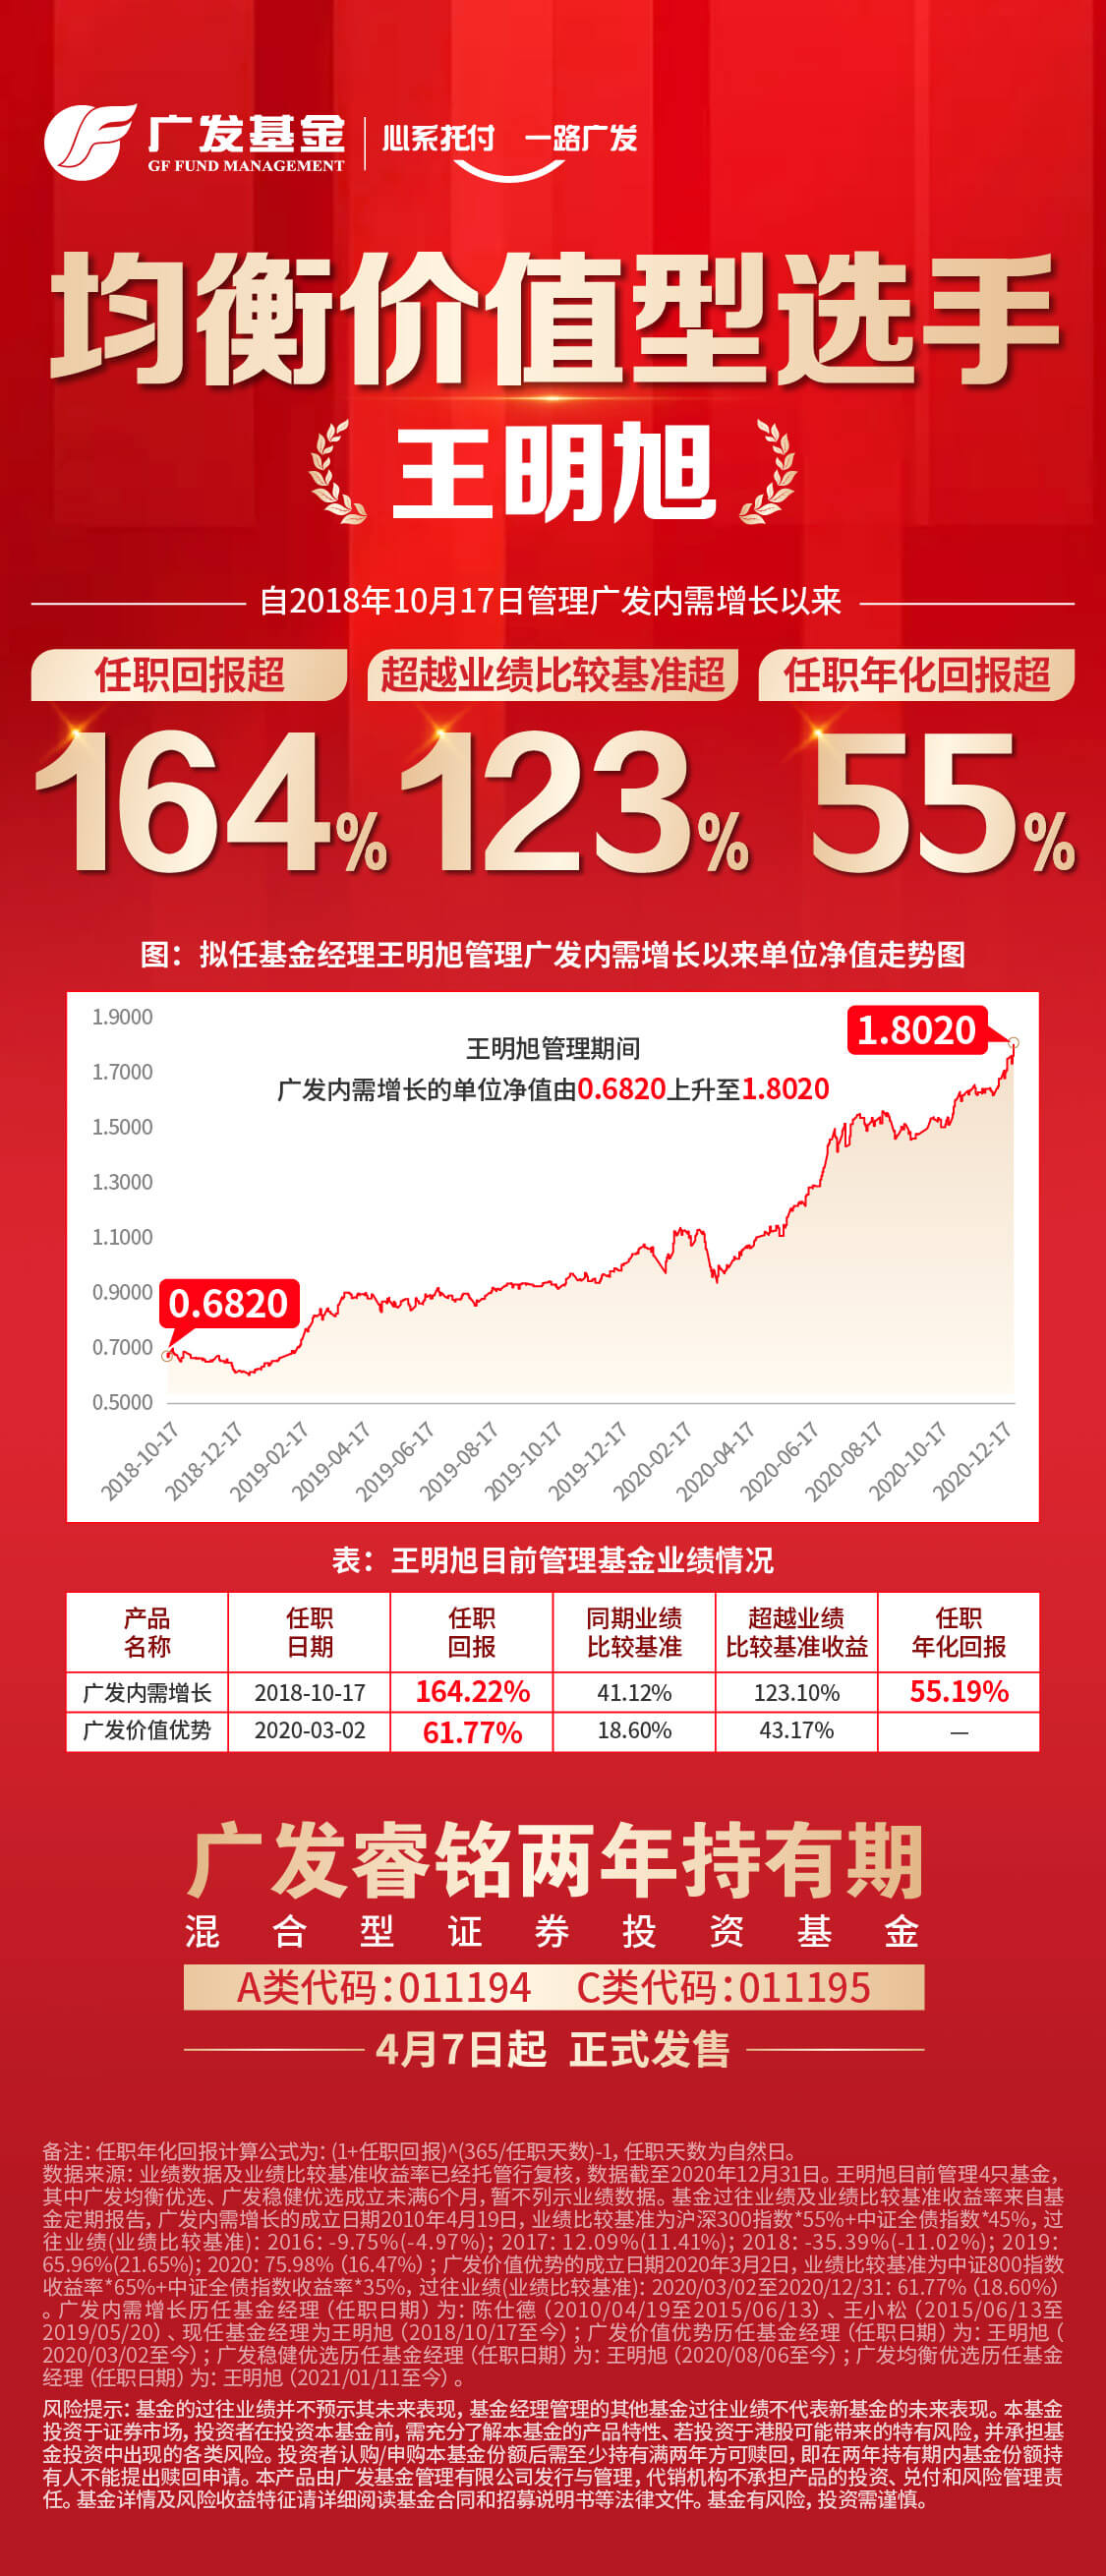 广发基金
GF FUND MANAGEMENT
心系托付 一路广发
均衡价值型选手
王明旭
自2018年10月17日管理广发内需增长以来
任职回报超 超越业绩比较基准超 任职年化回报超
164% 123% 55%
图：拟任基金经理王明旭管理广发内需增长以来单位净值走势图
1.9000
1.7000
1.5000
1.3000
1.1000
0.9000
0.7000
0.5000
王明旭管理期间
广发内需增长的单位净值由0.6820上升至1.8020
1.8020
0.6820
2018-10-17 2018-12-17 2019-02-17 2019-04-17 2019-06-17 2019-08-17 2019-10-17 2019-12-17 2020-02-17 2020-04-17 2020-06-17 2020-08-17 2020-10-17 2020-12-17
表：王明旭目前管理基金业绩情况
产品 任职 任职 同期业绩 超越业绩 任职
名称 日期 回报 比较基准 比较基准收益 年化回报
广发内需增长 2018-10-17 164.22% 41.12% 123.10% 55.19%
广发价值优势 2020-03-02 61.77% 18.60% 43.17% —
广发睿铭两年持有期
混合型证券投资基金
A类代码：011194 C类代码：011195
4月7日起 正式发售
备注：任职年化回报计算公式为：(1+任职回报)^(365/任职天数)-1，任职天数为自然日。
数据来源：业绩数据及业绩比较基准收益率已经托管行复核，数据截至2020年12月31日。王明旭目前管理4只基金，
其中广发均衡优选、广发稳健优选成立未满6个月，暂不列示业绩数据。基金过往业绩及业绩比较基准收益率来自基
金定期报告，广发内需增长的成立日期2010年4月19日，业绩比较基准为沪深300指数*55%+中证全债指数*45%，过
往业绩(业绩比较基准)：2016：-9.75%(-4.97%)；2017：12.09%(11.41%)；2018：-35.39%(-11.02%)；2019：
65.96%(21.65%)；2020：75.98%（16.47%）；广发价值优势的成立日期2020年3月2日，业绩比较基准为中证800指数
收益率*65%+中证全债指数收益率*35%，过往业绩(业绩比较基准)：2020/03/02至2020/12/31：61.77%（18.60%）
。广发内需增长历任基金经理（任职日期）为：陈仕德（2010/04/19至2015/06/13）、王小松（2015/06/13至
2019/05/20）、现任基金经理为王明旭（2018/10/17至今）；广发价值优势历任基金经理（任职日期）为：王明旭（
2020/03/02至今）；广发稳健优选历任基金经理（任职日期）为：王明旭（2020/08/06至今）；广发均衡优选历任基金
经理（任职日期）为：王明旭（2021/01/11至今）。
风险提示：基金的过往业绩并不预示其未来表现，基金经理管理的其他基金过往业绩不代表新基金的未来表现。本基金
投资于证券市场，投资者在投资本基金前，需充分了解本基金的产品特性、若投资于港股可能带来的特有风险，并承担基
金投资中出现的各类风险。投资者认购/申购本基金份额后需至少持有满两年方可赎回，即在两年持有期内基金份额持
有人不能提出赎回申请。本产品由广发基金管理有限公司发行与管理，代销机构不承担产品的投资、兑付和风险管理责
任。基金详情及风险收益特征请详细阅读基金合同和招募说明书等法律文件。基金有风险，投资需谨慎。